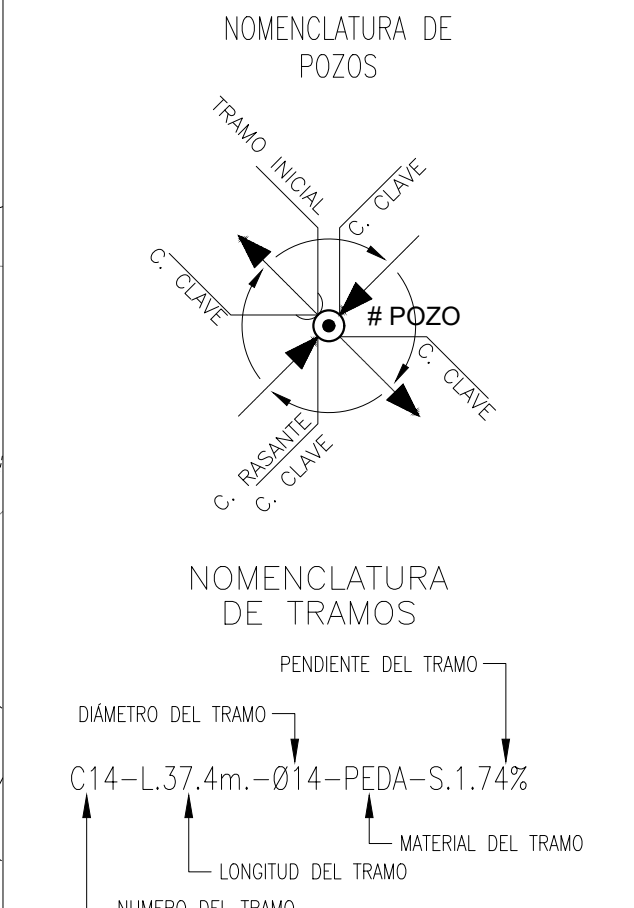 NOMENCLATURA DE
POZOS
TRAMO INICIAL
C. CLAVE
C. CLAVE
# POZO
C. CLAVE
C. RASANTE
C. CLAVE
NOMENCLATURA
DE TRAMOS
PENDIENTE DEL TRAMO
DIÁMETRO DEL TRAMO
C14-L.37.4m.-Ø14-PEDA-S.1.74%
MATERIAL DEL TRAMO
LONGITUD DEL TRAMO
NUMERO DEL TRAMO